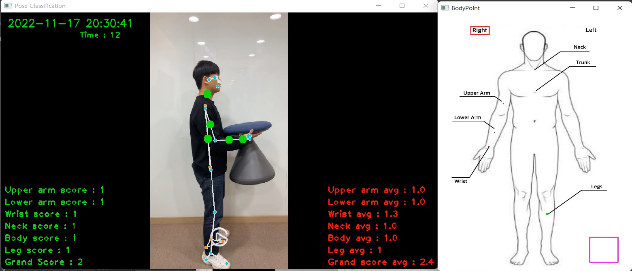 Pose Classification
2022-11-17 20:30:41
Time : 12
Upper arm score : 1
Lower arm score : 1
Wrist score : 1
Neck score : 1
Body score : 1
Leg score : 1
Grand Score : 2
Upper arm avg : 1.0
Lower arm avg : 1.0
Wrist avg : 1.3
Neck avg : 1.0
Body avg : 1.0
Leg score : 1
Grand score avg : 2.4
BodyPoint
Right
Left
Neck
Trunk
Upper Arm
Lower Arm
Wrist
Legs